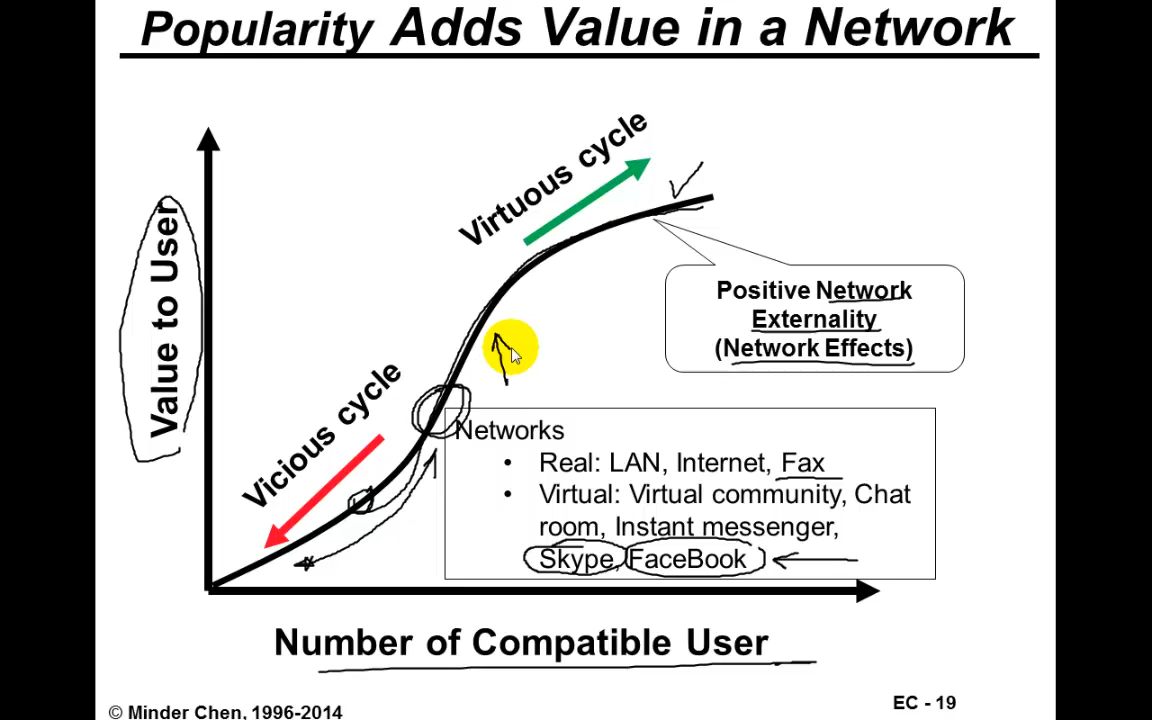 Popularity Adds Value in a Network
Virtuous cycle
Value to User
Positive Network
Externality
(Network Effects)
Vicious cycle
Networks
• Real: LAN, Internet, Fax
• Virtual: Virtual community, Chat
room, Instant messenger,
Skype, FaceBook
Number of Compatible User
© Minder Chen, 1996-2014
EC - 19